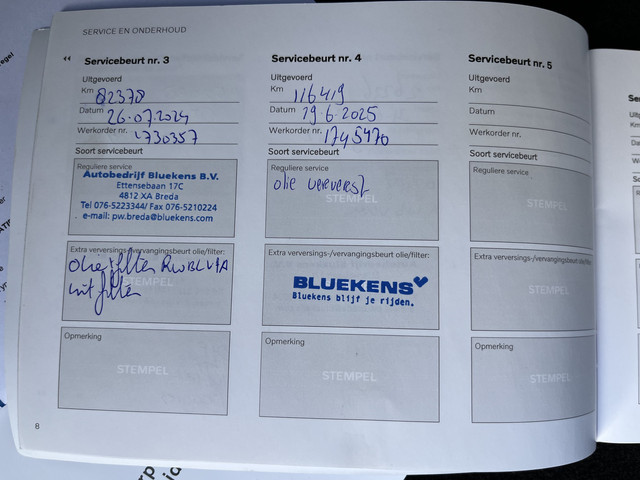 SERVICE EN ONDERHOUD
Servicebeurt nr. 3
Uitgevoerd
Km 82378
Datum 26.07.2024
Werkorder nr. 1730357
Soort servicebeurt
Reguliere service
Autobedrijf Bluekens B.V.
Ettensebaan 17C
4812 XA Breda
Tel 076-5223344/ Fax 076-5210224
e-mail: pw.breda@bluekens.com
Extra verversings-/vervangingsbeurt olie/filter:
STEMPEL
Olie filter
filter
Opmerking
STEMPEL
8
Servicebeurt nr. 4
Uitgevoerd
Km 116419
Datum 19.6.2025
Werkorder nr. 1745470
Soort servicebeurt
Reguliere service
olie ververst
STEMPEL
Extra verversings-/vervangingsbeurt olie/filter:
BLUEKENS
Bluekens blijf je rijden.
Opmerking
STEMPEL
Servicebeurt nr. 5
Uitgevoerd
Km
Datum
Werkorder nr.
Soort servicebeurt
Reguliere service
STEMPEL
Extra verversings-/vervangingsbeurt olie/filter:
STEMPEL
Opmerking
STEMPEL